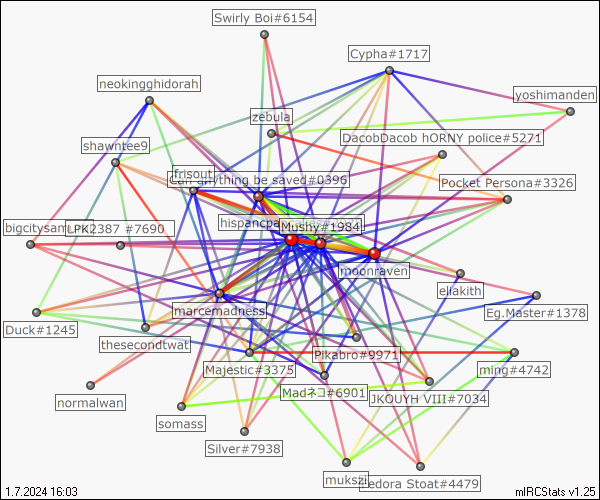 Swirly Boi#6154
Cypha#1717
neokingghidorah
yoshimanden
zebula
DacobDacob hORNY police#5271
shawntee9
frisout
Can anything be saved#0396
Pocket Persona#3326
bigcitysam
LPK2387 #7690
hispancpa
Mushy#1984
moonraven
eliakith
marcemadness
Eg.Master#1378
Duck#1245
thesecondtwat
Pikabro#9971
Majestic#3375
ming#4742
Madネコ#6901
JKQUYH VIII#7034
normalwan
somass
Silver#7938
mukszi
Fedora Stoat#4479
1.7.2024 16:03
mIRCStats v1.25